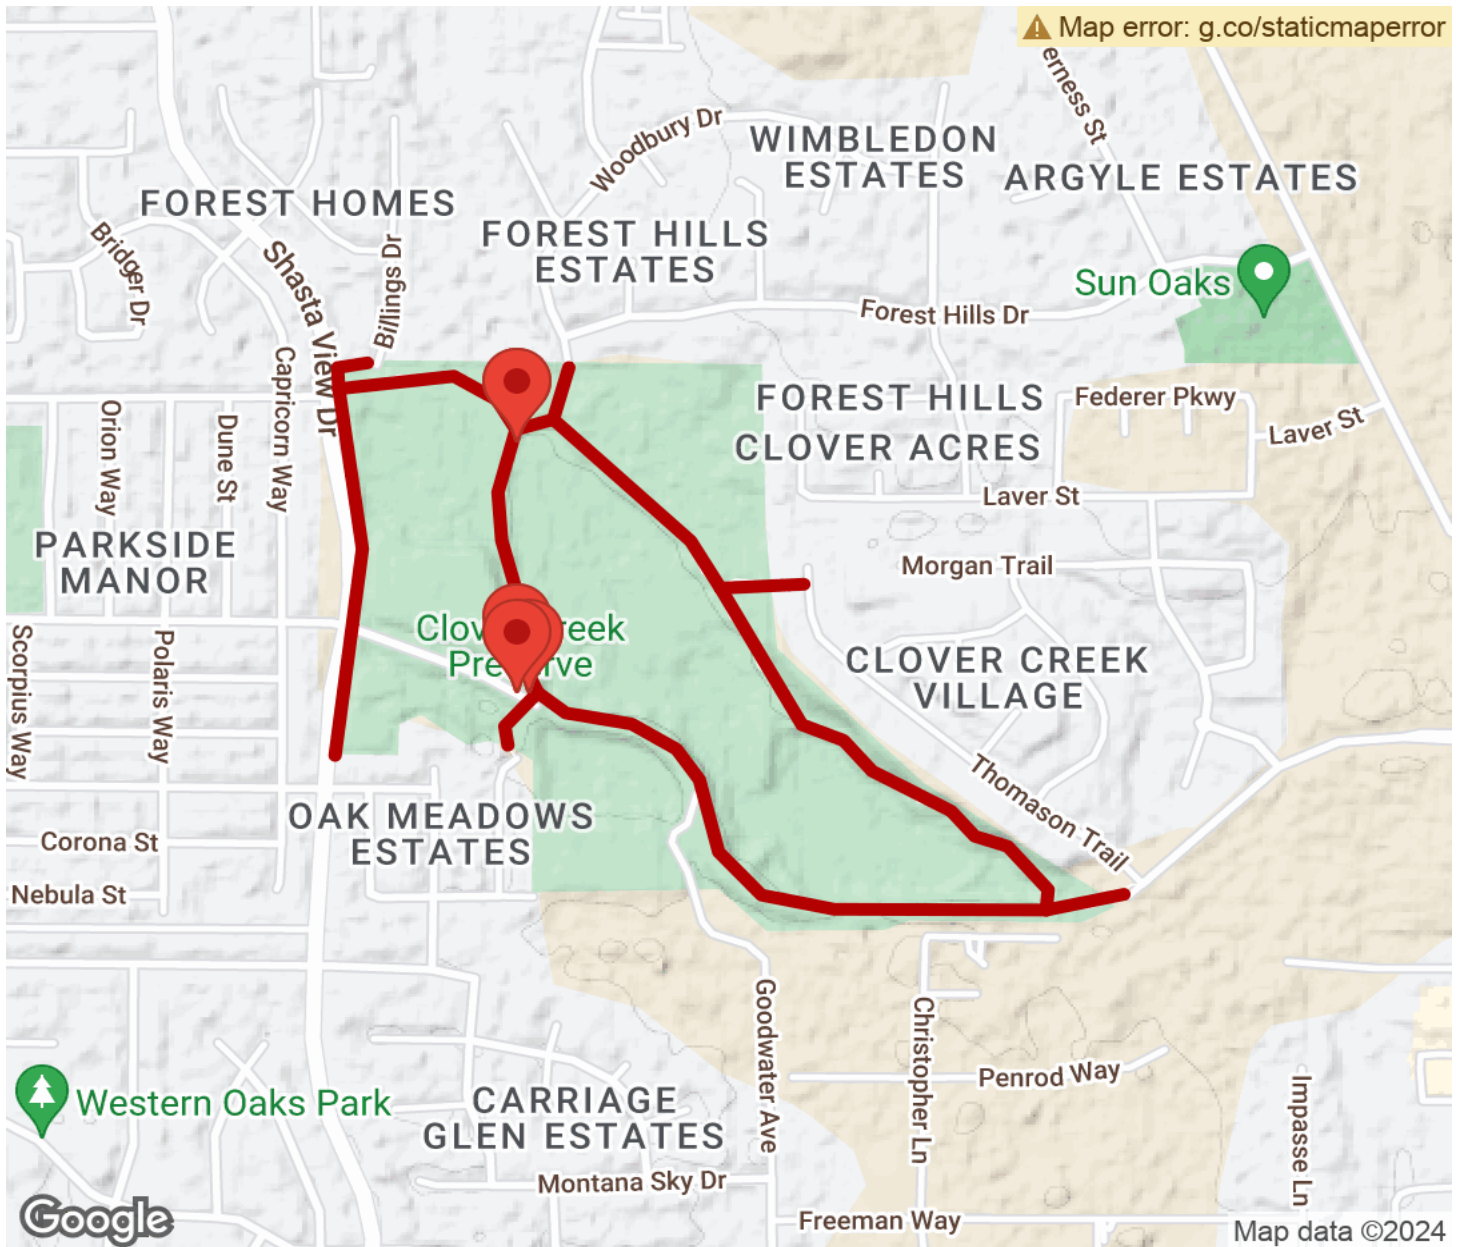 Map error: g.co/staticmaperror
erness St
Woodbury Dr
WIMBLEDON
ESTATES
ARGYLE ESTATES
FOREST HOMES
Bridger Dr
Shasta View Dr
Billings Dr
FOREST HILLS
ESTATES
Sun Oaks
Forest Hills Dr
Capricorn Way
Orion Way
Dune St
FOREST HILLS
CLOVER ACRES
Federer Pkwy
Laver St
Laver St
PARKSIDE
MANOR
Morgan Trail
Scorpius Way
Polaris Way
CLOVER CREEK
VILLAGE
Thomason Trail
OAK MEADOWS
ESTATES
Corona St
Nebula St
Goodwater Ave
Christopher Ln
Penrod Way
Impasse Ln
Western Oaks Park
CARRIAGE
GLEN ESTATES
Montana Sky Dr
Freeman Way
Google
Map data ©2024